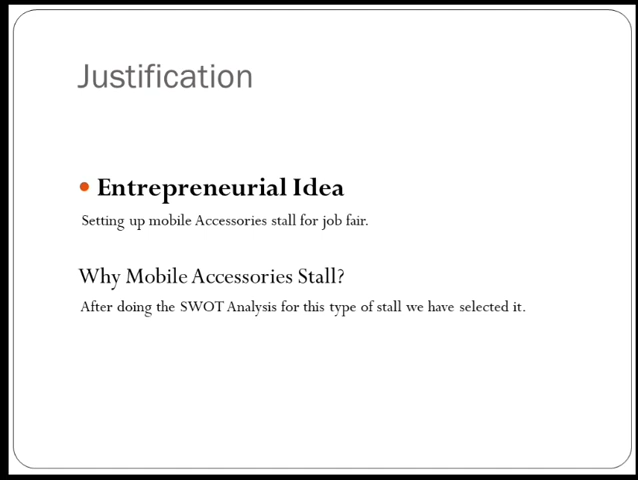 Justification
Entrepreneurial Idea
Setting up mobile Accessories stall for job fair.
Why Mobile Accessories Stall?
After doing the SWOT Analysis for this type of stall we have selected it.